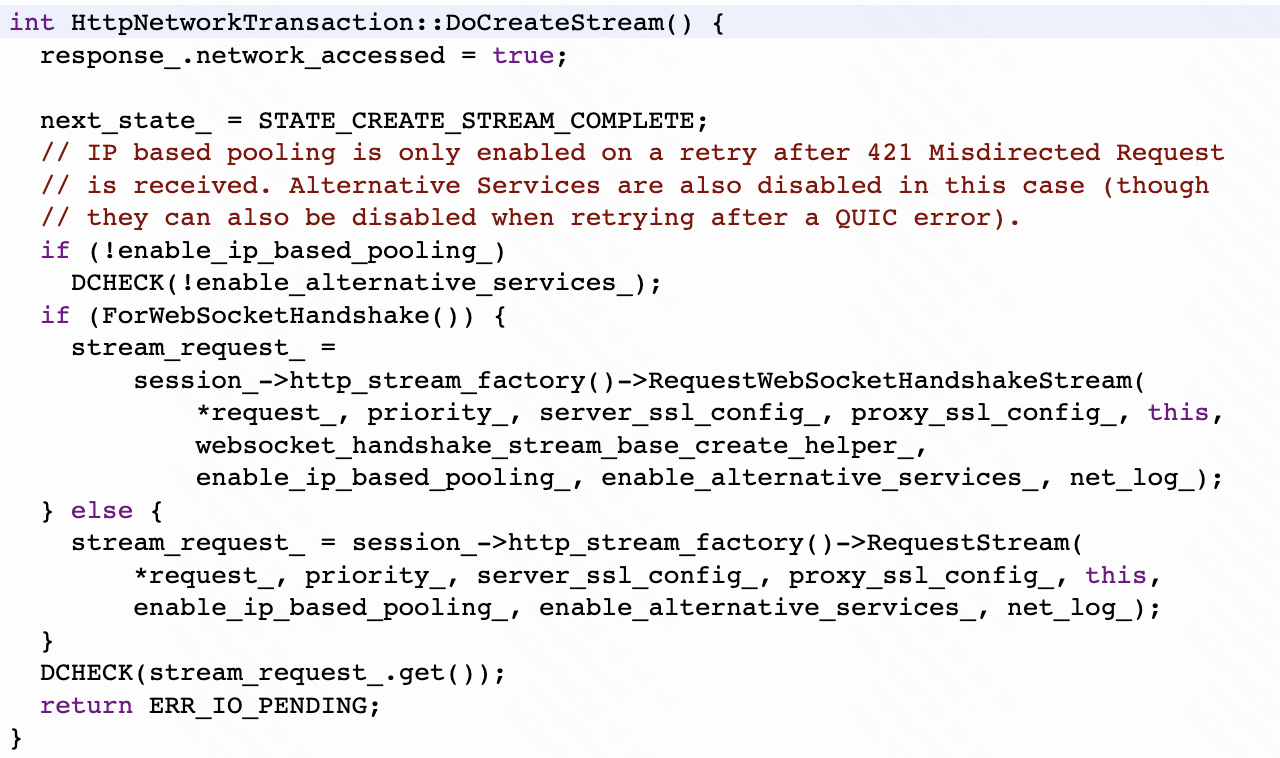 int HttpNetworkTransaction::DoCreateStream() {
  response_.network_accessed = true;

  next_state_ = STATE_CREATE_STREAM_COMPLETE;
  // IP based pooling is only enabled on a retry after 421 Misdirected Request
  // is received. Alternative Services are also disabled in this case (though
  // they can also be disabled when retrying after a QUIC error).
  if (!enable_ip_based_pooling_)
    DCHECK(!enable_alternative_services_);
  if (ForWebSocketHandshake()) {
    stream_request_ =
        session_->http_stream_factory()->RequestWebSocketHandshakeStream(
            *request_, priority_, server_ssl_config_, proxy_ssl_config_, this,
            websocket_handshake_stream_base_create_helper_,
            enable_ip_based_pooling_, enable_alternative_services_, net_log_);
  } else {
    stream_request_ = session_->http_stream_factory()->RequestStream(
        *request_, priority_, server_ssl_config_, proxy_ssl_config_, this,
        enable_ip_based_pooling_, enable_alternative_services_, net_log_);
  }
  DCHECK(stream_request_.get());
  return ERR_IO_PENDING;
}